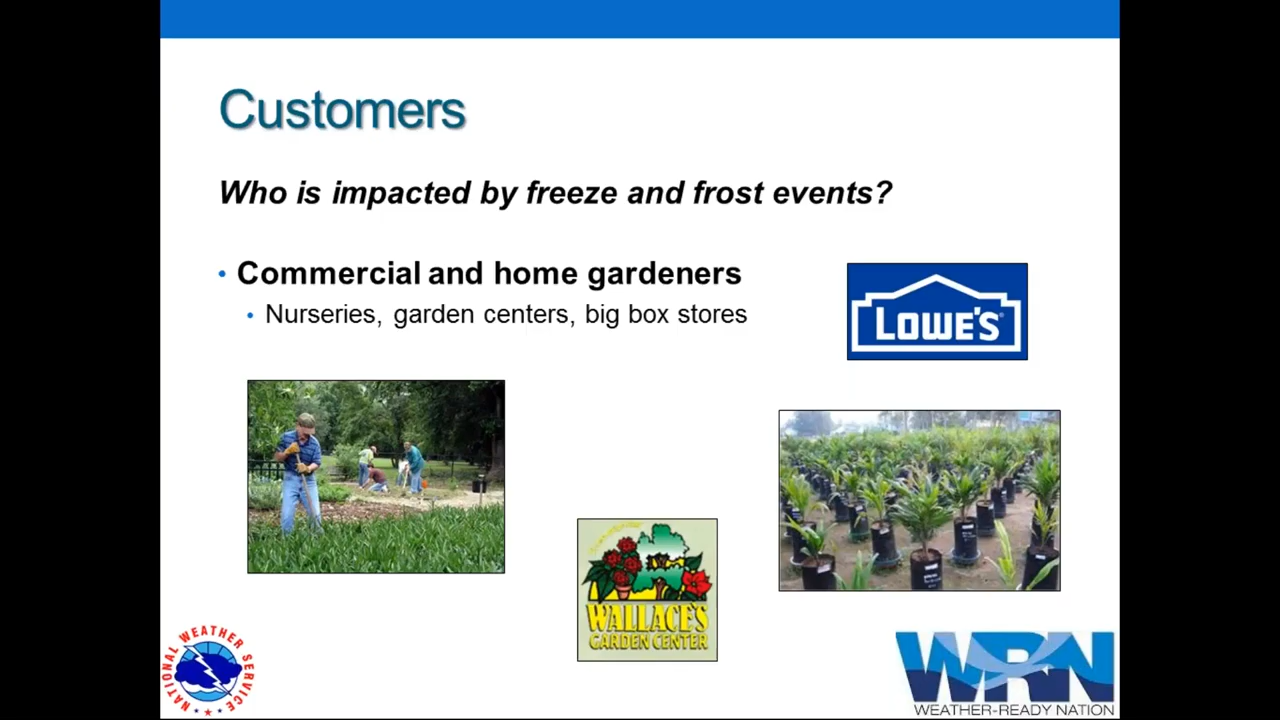 Customers
Who is impacted by freeze and frost events?
• Commercial and home gardeners
• Nurseries, garden centers, big box stores
LOWE'S
WALLACE'S
GARDEN CENTER
NATIONAL WEATHER SERVICE
WRN
WEATHER-READY NATION